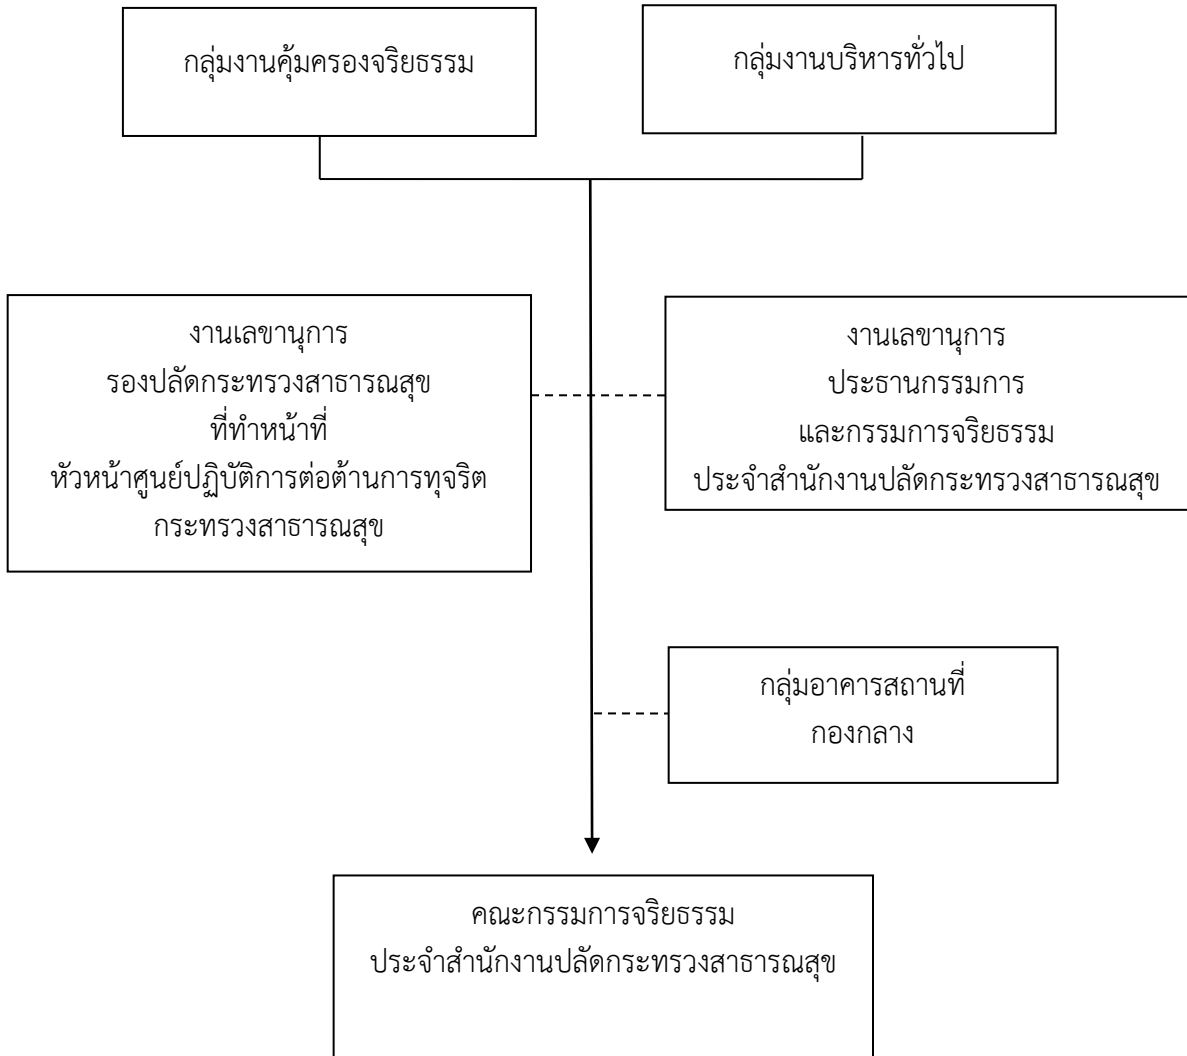 กลุ่มงานคุ้มครองจริยธรรม
กลุ่มงานบริหารทั่วไป
งานเลขานุการ
รองปลัดกระทรวงสาธารณสุข
ที่ทำหน้าที่
หัวหน้าศูนย์ปฏิบัติการต่อต้านการทุจริต
กระทรวงสาธารณสุข
งานเลขานุการ
ประธานกรรมการ
และกรรมการจริยธรรม
ประจำสำนักงานปลัดกระทรวงสาธารณสุข
กลุ่มอาคารสถานที่
กองกลาง
คณะกรรมการจริยธรรม
ประจำสำนักงานปลัดกระทรวงสาธารณสุข